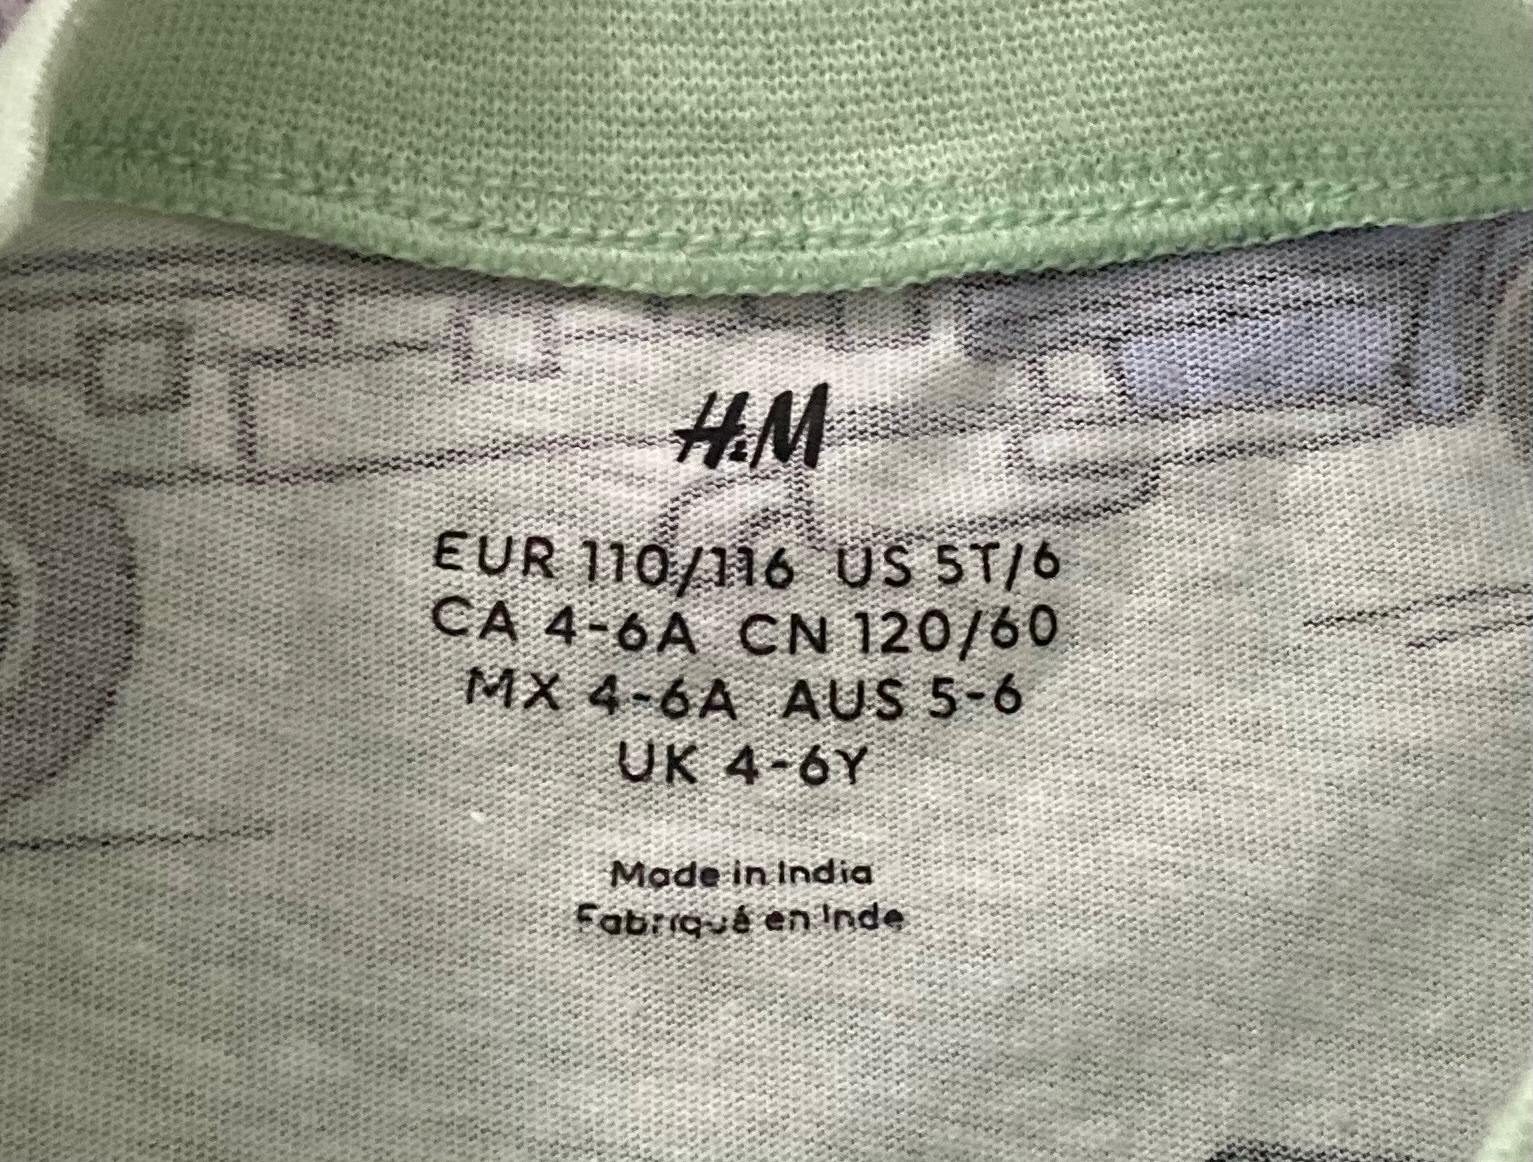 H&M
EUR 110/116 US 5T/6
CA 4-6A CN 120/60
MX 4-6A AUS 5-6
UK 4-6Y
Made in India
Fabriqué en Inde